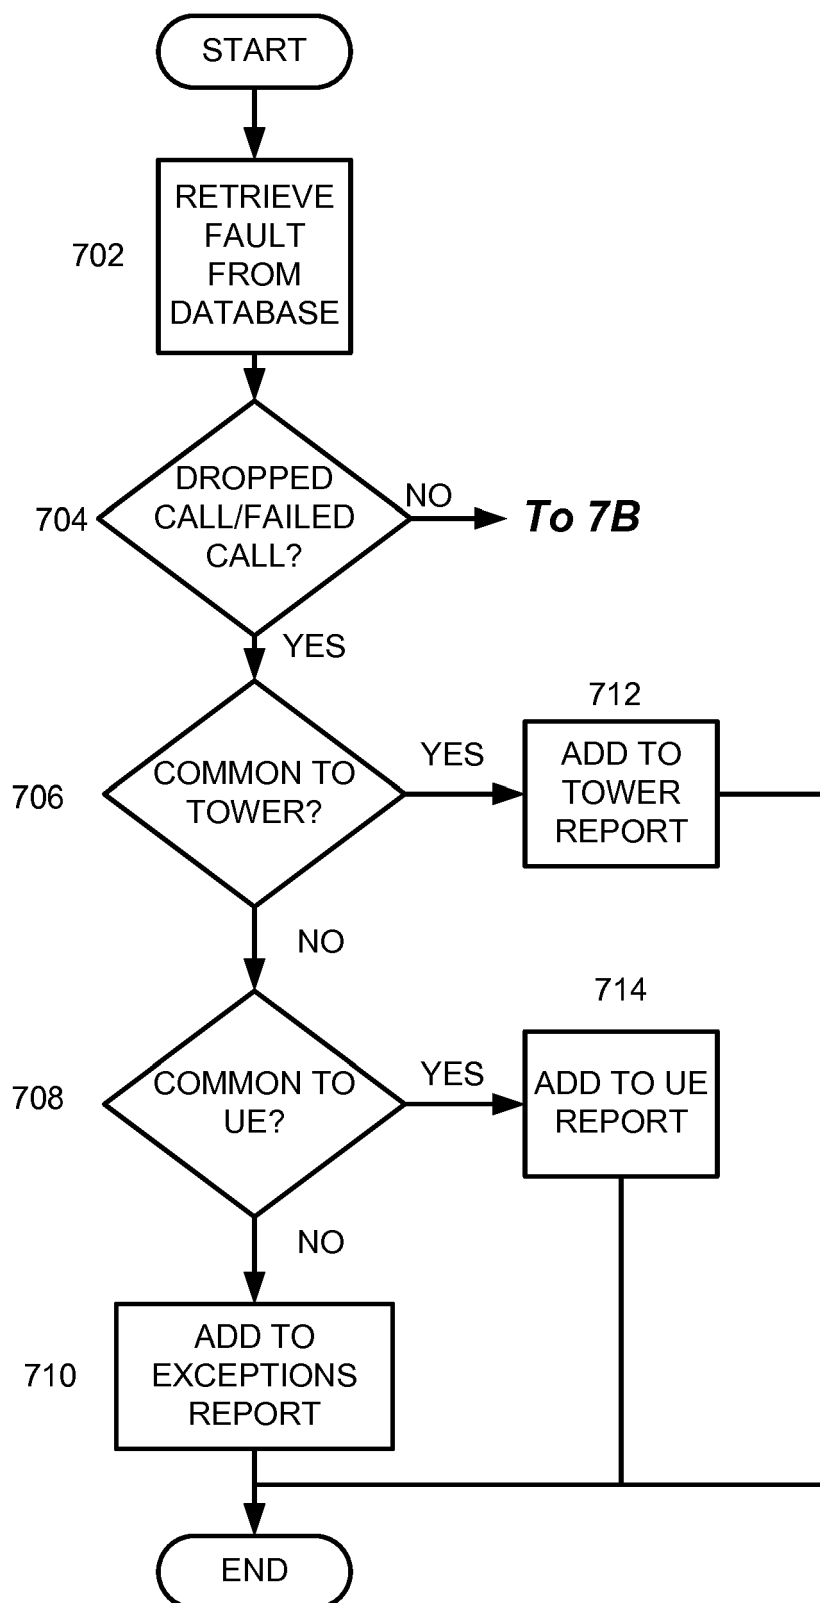 START
RETRIEVE
FAULT
FROM
DATABASE
702
DROPPED
CALL/FAILED
CALL?
704
NO
To 7B
YES
COMMON TO
TOWER?
706
YES
712
ADD TO
TOWER
REPORT
NO
COMMON TO
UE?
708
YES
714
ADD TO UE
REPORT
NO
ADD TO
EXCEPTIONS
REPORT
710
END